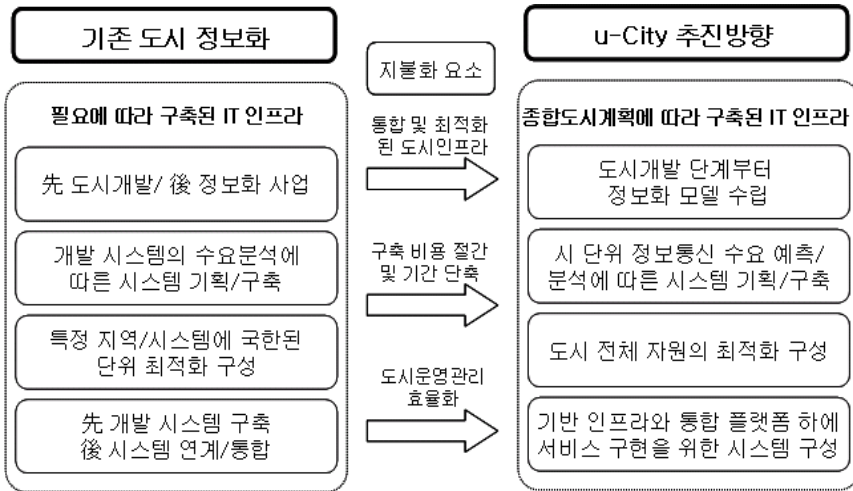 기존 도시 정보화
필요에 따라 구축된 IT 인프라
先 도시개발/ 後 정보화 사업
개발 시스템의 수요분석에
따른 시스템 기획/구축
특정 지역/시스템에 국한된
단위 최적화 구성
先 개발 시스템 구축
後 시스템 연계/통합
지불화 요소
통합 및 최적화
된 도시인프라
구축 비용 절간
및 기간 단축
도시운영관리
효율화
u-City 추진방향
종합도시계획에 따라 구축된 IT 인프라
도시개발 단계부터
정보화 모델 수립
시 단위 정보통신 수요 예측/
분석에 따른 시스템 기획/구축
도시 전체 자원의 최적화 구성
기반 인프라와 통합 플랫폼 하에
서비스 구현을 위한 시스템 구성